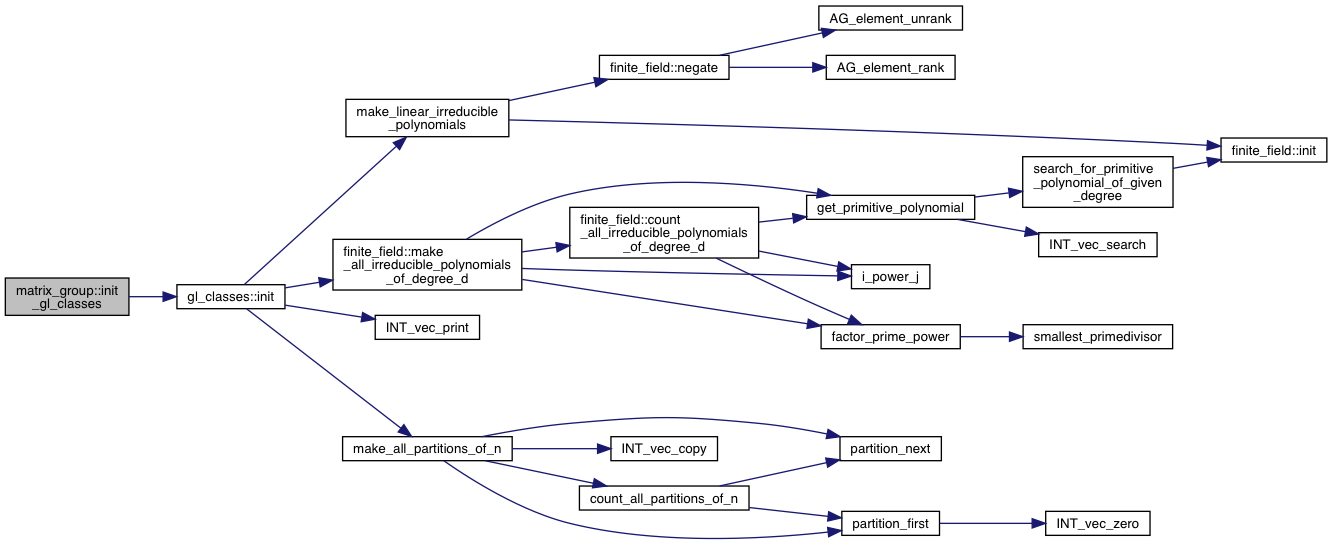 AG_element_unrank
finite_field::negate
AG_element_rank
make_linear_irreducible
_polynomials
finite_field::init
search_for_primitive
_polynomial_of_given
_degree
get_primitive_polynomial
finite_field::count
_all_irreducible_polynomials
_of_degree_d
INT_vec_search
finite_field::make
_all_irreducible_polynomials
_of_degree_d
i_power_j
matrix_group::init
_gl_classes
gl_classes::init
INT_vec_print
factor_prime_power
smallest_primedivisor
make_all_partitions_of_n
INT_vec_copy
partition_next
count_all_partitions_of_n
partition_first
INT_vec_zero